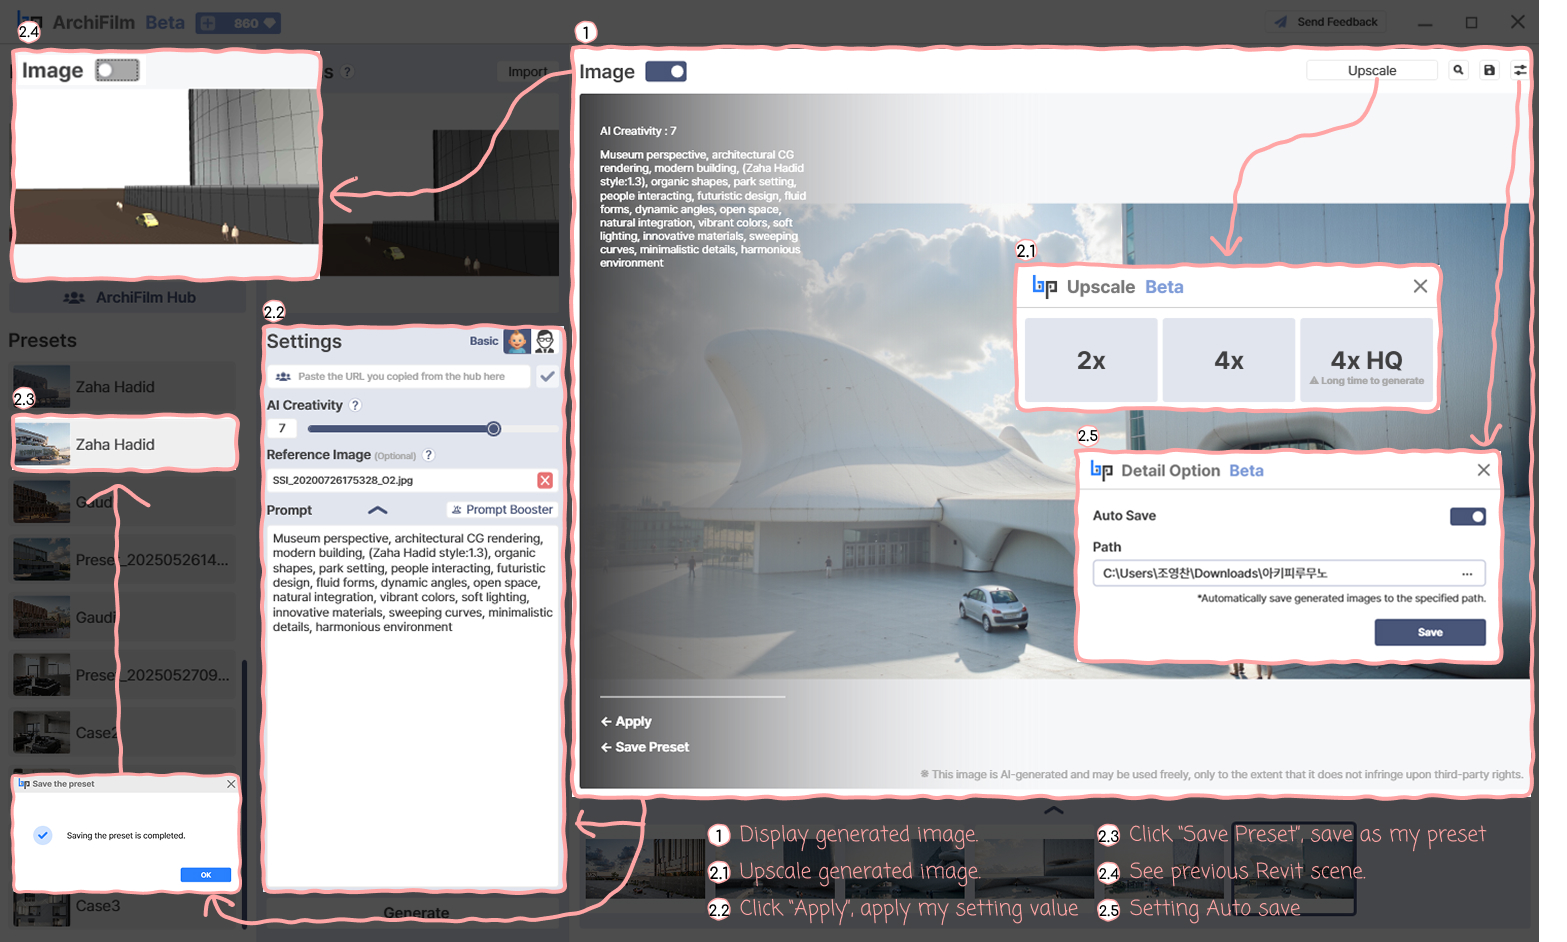 ArchiFilm Beta 860
Send Feedback
2.4
Image
s ?
Import
1
Image
Upscale
AI Creativity : 7
Museum perspective, architectural CG
rendering, modern building, (Zaha Hadid
style:1.3), organic shapes, park setting,
people interacting, futuristic design, fluid
forms, dynamic angles, open space,
natural integration, vibrant colors, soft
lighting, innovative materials, sweeping
curves, minimalistic details, harmonious
environment
← Apply
← Save Preset
※ This image is AI-generated and may be used freely, only to the extent that it does not infringe upon third-party rights.
2.1
bp Upscale Beta
2x
4x
4x HQ
Long time to generate
2.5
bp Detail Option Beta
Auto Save
Path
C:\Users\조영찬\Downloads\아키피루무노 ...
*Automatically save generated images to the specified path.
Save
ArchiFilm Hub
Presets
Zaha Hadid
2.3
Zaha Hadid
Gaudi
Preset_2025052614...
Gaudi
Preset_2025052709...
Case2
bp Save the preset
Saving the preset is completed.
OK
Case3
2.2
Settings
Basic
Paste the URL you copied from the hub here
AI Creativity ?
7
Reference Image (Optional) ?
SSI_20200726175328_O2.jpg
Prompt
Prompt Booster
Museum perspective, architectural CG rendering,
modern building, (Zaha Hadid style:1.3), organic
shapes, park setting, people interacting, futuristic
design, fluid forms, dynamic angles, open space,
natural integration, vibrant colors, soft lighting,
innovative materials, sweeping curves, minimalistic
details, harmonious environment
Generate
1 Display generated image.
2.1 Upscale generated image.
2.2 Click "Apply", apply my setting value
2.3 Click "Save Preset", save as my preset
2.4 See previous Revit scene.
2.5 Setting Auto save